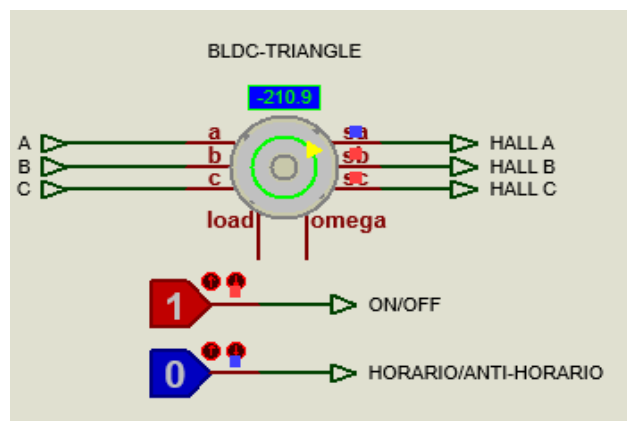 BLDC-TRIANGLE
-210.9
A a sa HALL A
B b sb HALL B
C c sc HALL C
load omega
1 ON/OFF
0 HORARIO/ANTI-HORARIO